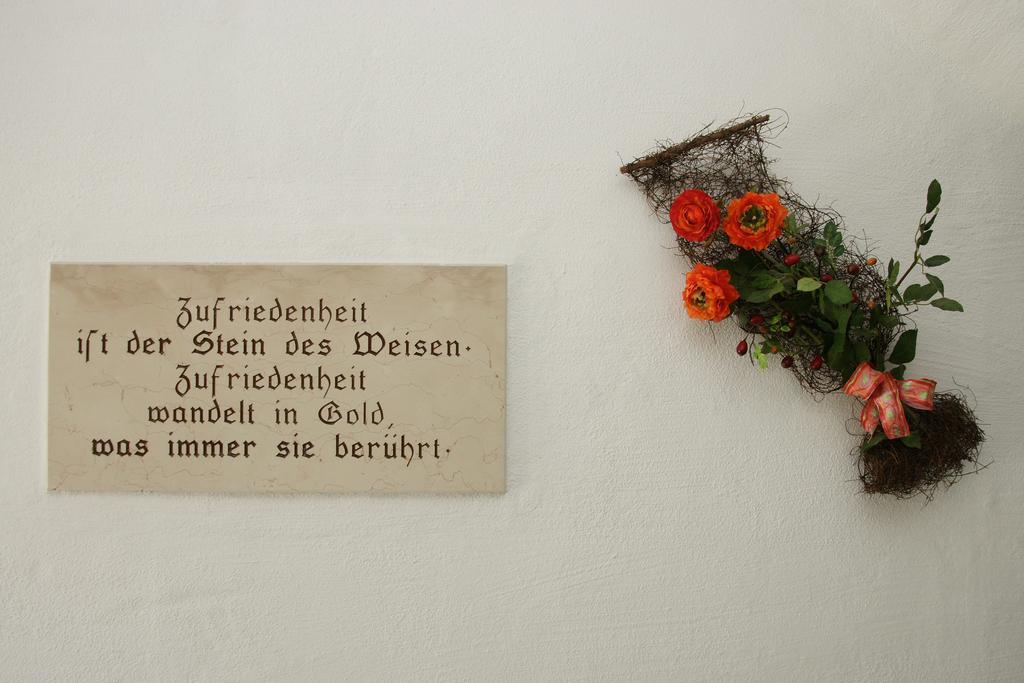 Zufriedenheit
iſt der Stein des Weisen.
Zufriedenheit
wandelt in Gold,
was immer sie berührt.